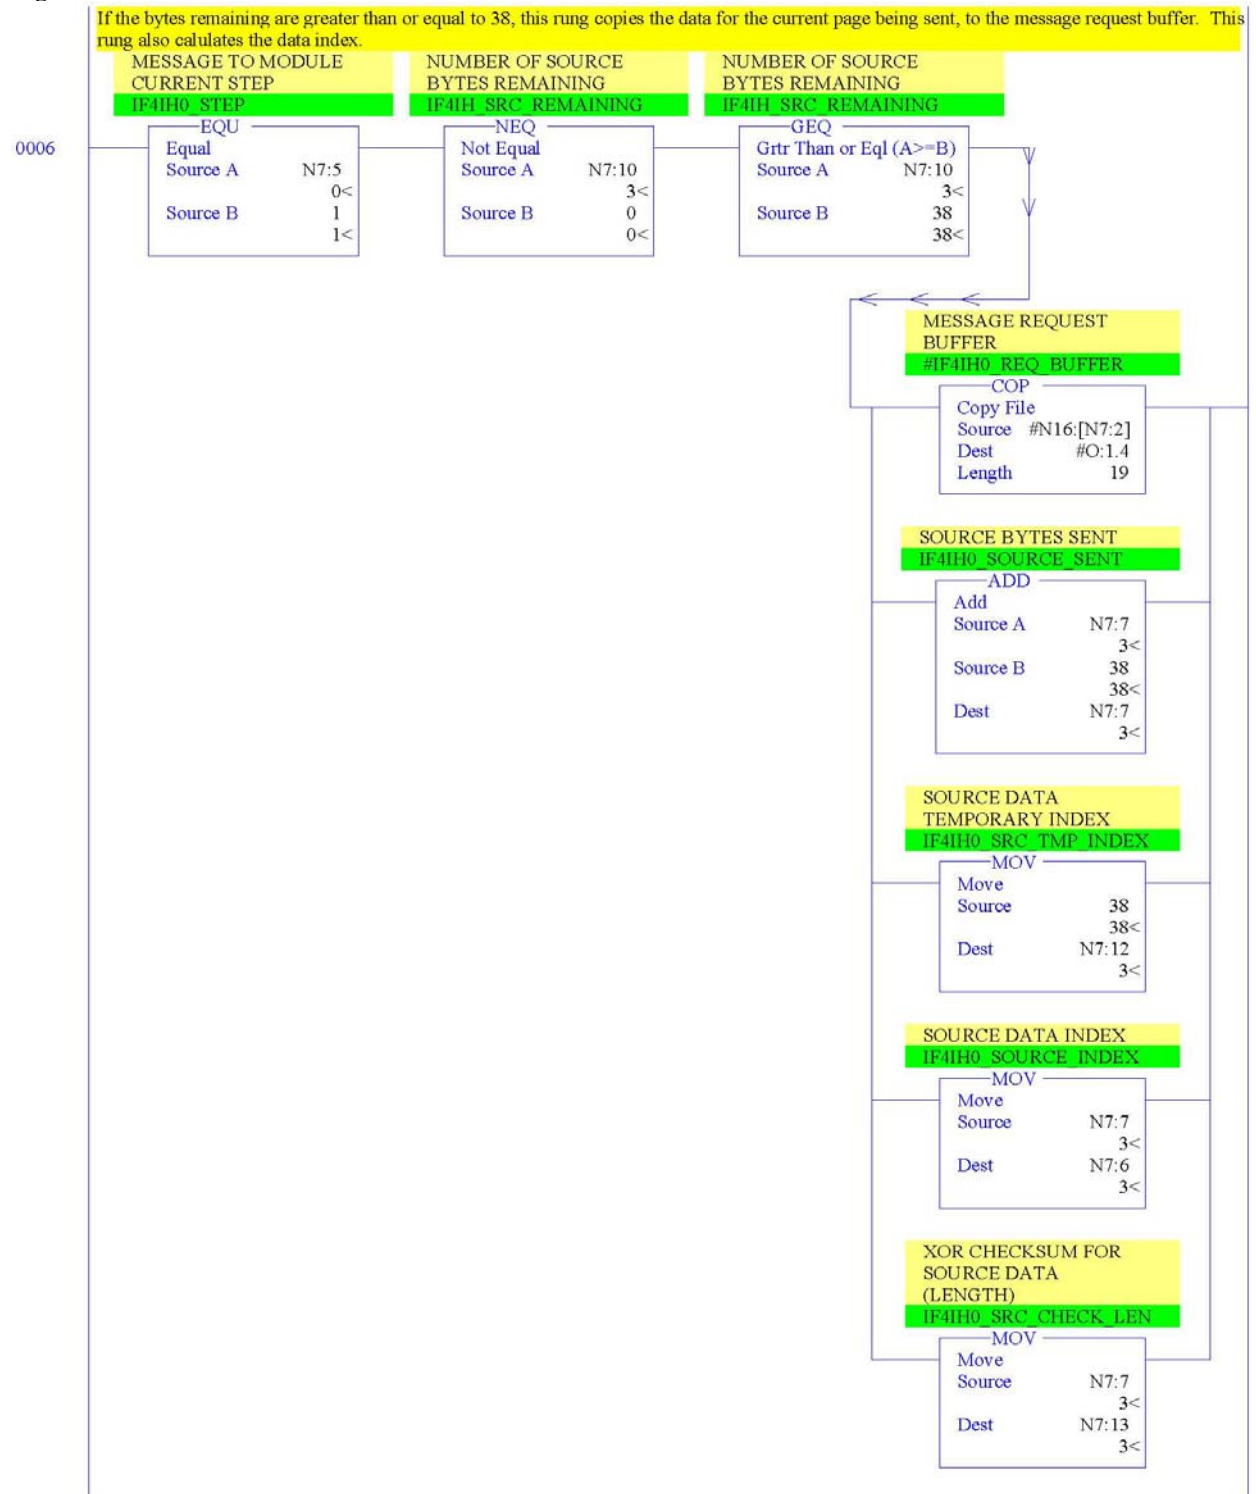 If the bytes remaining are greater than or equal to 38, this rung copies the data for the current page being sent, to the message request buffer.  This
rung also calulates the data index.
MESSAGE TO MODULE
CURRENT STEP
IF4IH0_STEP
EQU
Equal
Source A N7:5
0<
Source B 1
1<
NUMBER OF SOURCE
BYTES REMAINING
IF4IH_SRC_REMAINING
NEQ
Not Equal
Source A N7:10
3<
Source B 0
0<
NUMBER OF SOURCE
BYTES REMAINING
IF4IH_SRC_REMAINING
GEQ
Grtr Than or Eql (A>=B)
Source A N7:10
3<
Source B 38
38<
0006
MESSAGE REQUEST
BUFFER
#IF4IH0_REQ_BUFFER
COP
Copy File
Source #N16:[N7:2]
Dest #O:1.4
Length 19
SOURCE BYTES SENT
IF4IH0_SOURCE_SENT
ADD
Add
Source A N7:7
3<
Source B 38
38<
Dest N7:7
3<
SOURCE DATA
TEMPORARY INDEX
IF4IH0_SRC_TMP_INDEX
MOV
Move
Source 38
38<
Dest N7:12
3<
SOURCE DATA INDEX
IF4IH0_SOURCE_INDEX
MOV
Move
Source N7:7
3<
Dest N7:6
3<
XOR CHECKSUM FOR
SOURCE DATA
(LENGTH)
IF4IH0_SRC_CHECK_LEN
MOV
Move
Source N7:7
3<
Dest N7:13
3<